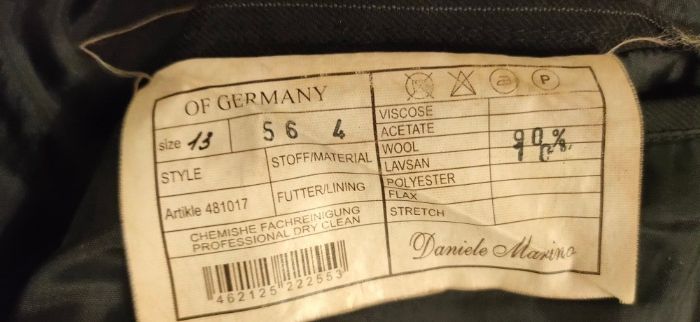 OF GERMANY
size 13 56 4
STYLE STOFF/MATERIAL
Artikle 481017 FUTTER/LINING
CHEMISHE FACHREINIGUNG
PROFESSIONAL DRY CLEAN
462125 222553
a P
VISCOSE
ACETATE
WOOL 90%
LAVSAN 10
POLYESTER
FLAX
STRETCH
Daniele Marino